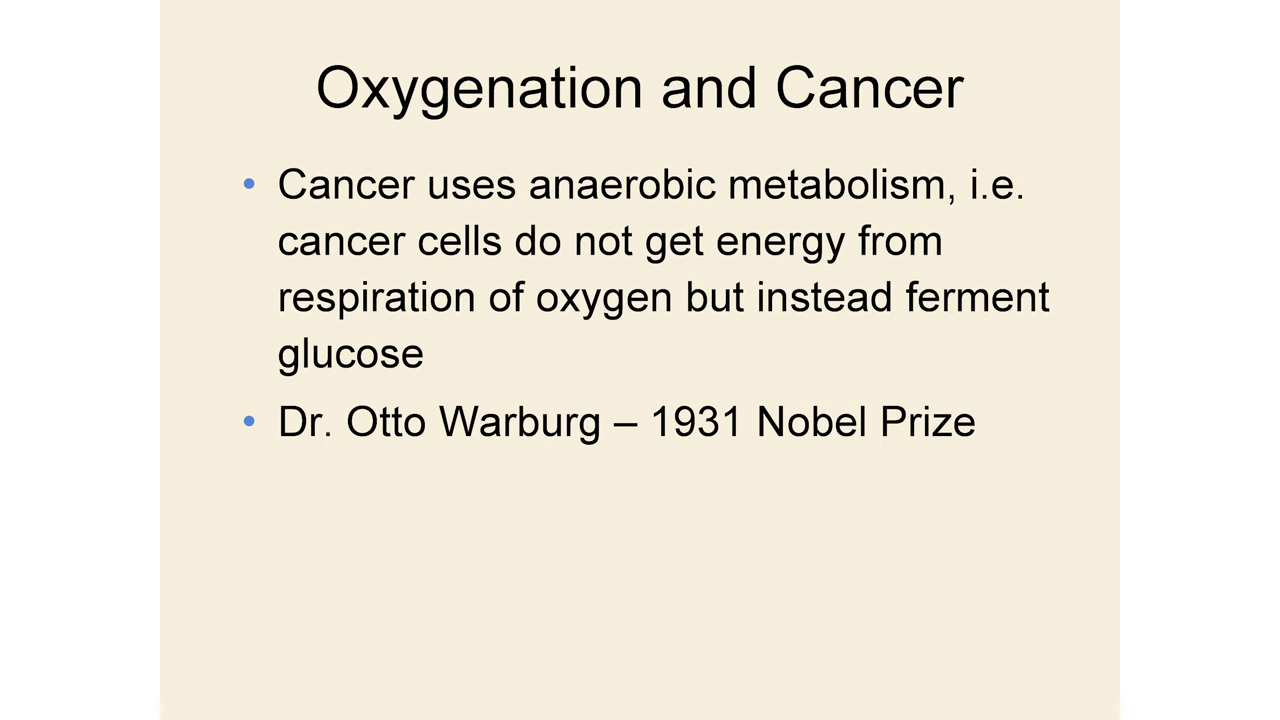 Oxygenation and Cancer
• Cancer uses anaerobic metabolism, i.e.
cancer cells do not get energy from
respiration of oxygen but instead ferment
glucose
• Dr. Otto Warburg – 1931 Nobel Prize